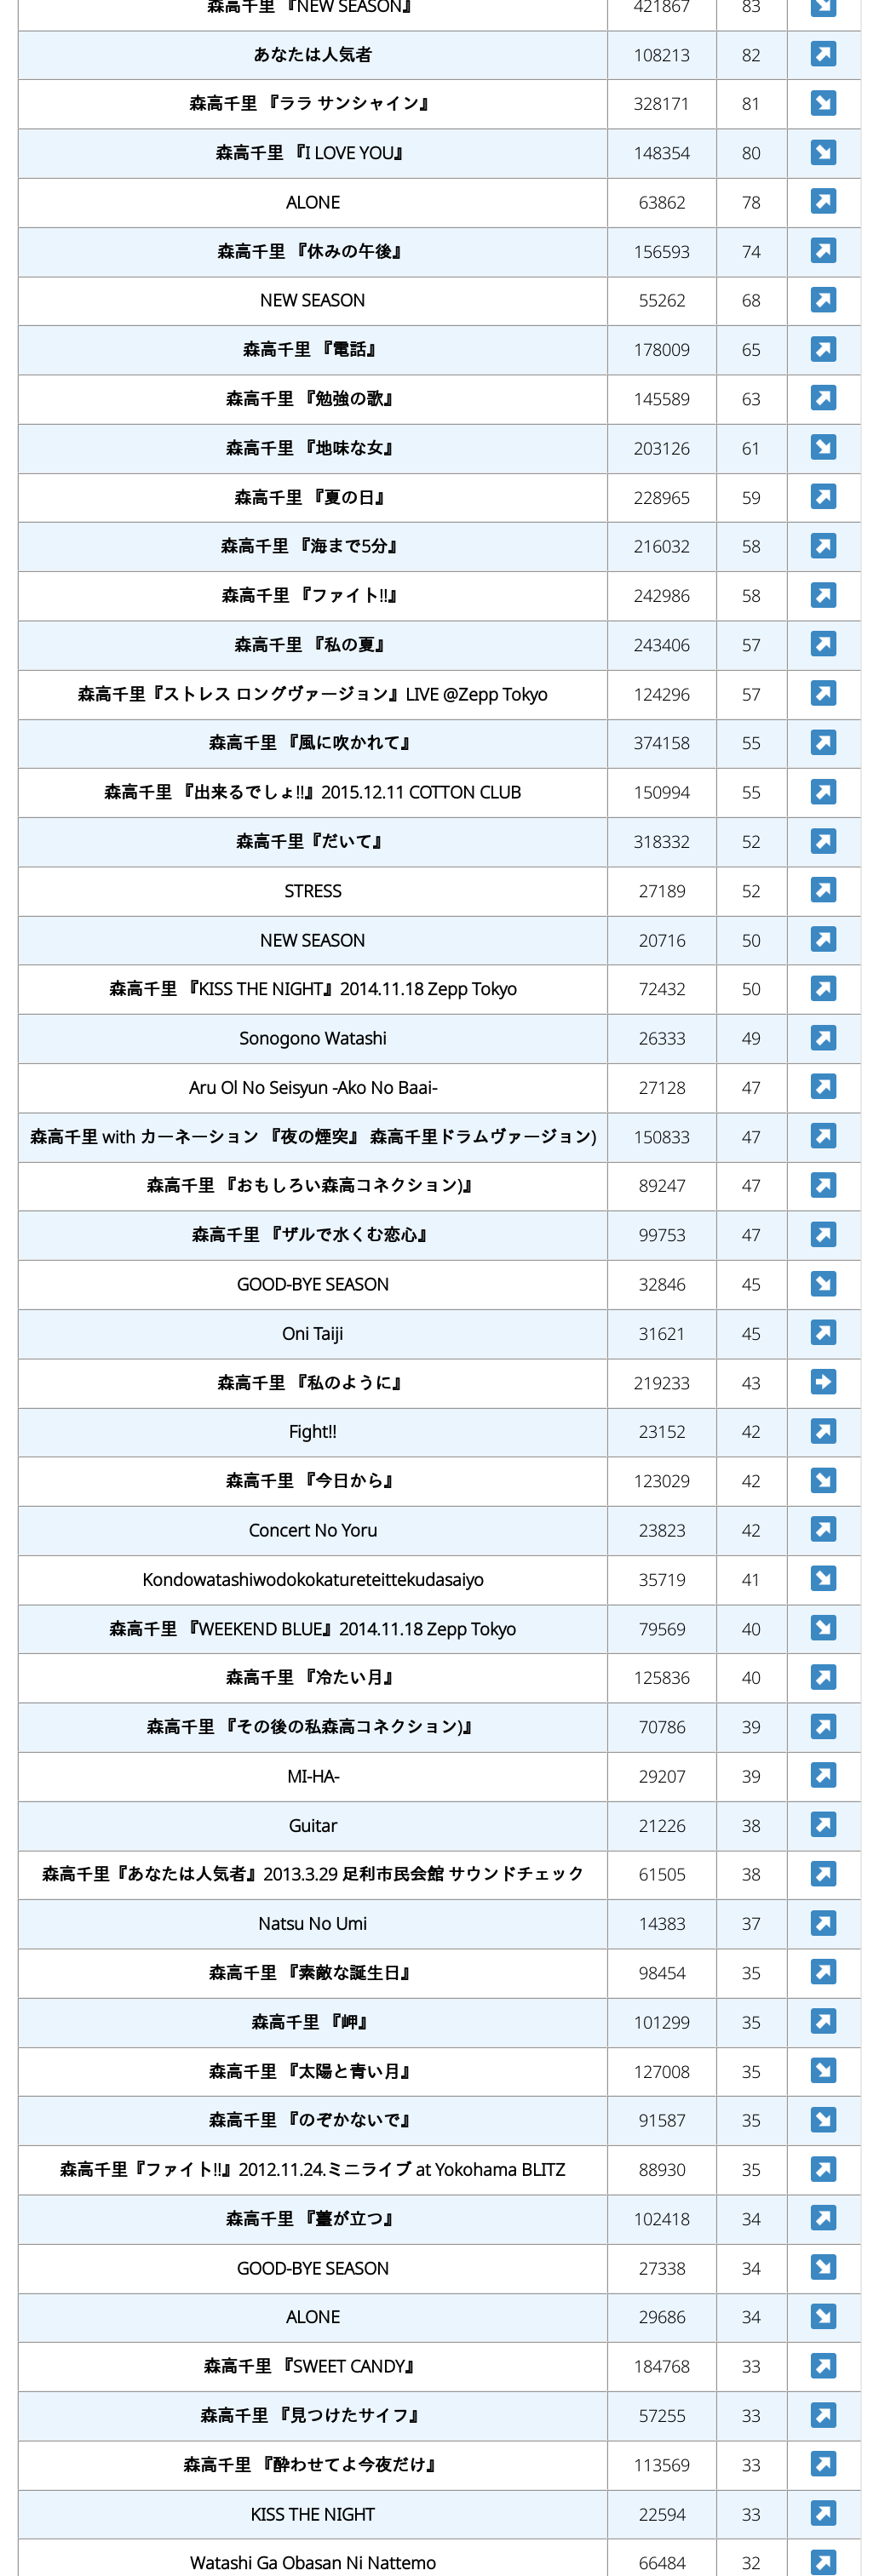 森高千里 『NEW SEASON』 421867 83
あなたは人気者 108213 82
森高千里 『ララ サンシャイン』 328171 81
森高千里 『I LOVE YOU』 148354 80
ALONE 63862 78
森高千里 『休みの午後』 156593 74
NEW SEASON 55262 68
森高千里 『電話』 178009 65
森高千里 『勉強の歌』 145589 63
森高千里 『地味な女』 203126 61
森高千里 『夏の日』 228965 59
森高千里 『海まで5分』 216032 58
森高千里 『ファイト!!』 242986 58
森高千里 『私の夏』 243406 57
森高千里『ストレス ロングヴァージョン』LIVE @Zepp Tokyo 124296 57
森高千里 『風に吹かれて』 374158 55
森高千里 『出来るでしょ!!』2015.12.11 COTTON CLUB 150994 55
森高千里『だいて』 318332 52
STRESS 27189 52
NEW SEASON 20716 50
森高千里 『KISS THE NIGHT』2014.11.18 Zepp Tokyo 72432 50
Sonogono Watashi 26333 49
Aru Ol No Seisyun -Ako No Baai- 27128 47
森高千里 with カーネーション 『夜の煙突』 森高千里ドラムヴァージョン) 150833 47
森高千里 『おもしろい森高コネクション)』 89247 47
森高千里 『ザルで水くむ恋心』 99753 47
GOOD-BYE SEASON 32846 45
Oni Taiji 31621 45
森高千里 『私のように』 219233 43
Fight!! 23152 42
森高千里 『今日から』 123029 42
Concert No Yoru 23823 42
Kondowatashiwodokokatureteittekudasaiyo 35719 41
森高千里 『WEEKEND BLUE』2014.11.18 Zepp Tokyo 79569 40
森高千里 『冷たい月』 125836 40
森高千里 『その後の私森高コネクション)』 70786 39
MI-HA- 29207 39
Guitar 21226 38
森高千里『あなたは人気者』2013.3.29 足利市民会館 サウンドチェック 61505 38
Natsu No Umi 14383 37
森高千里 『素敵な誕生日』 98454 35
森高千里 『岬』 101299 35
森高千里 『太陽と青い月』 127008 35
森高千里 『のぞかないで』 91587 35
森高千里『ファイト!!』2012.11.24.ミニライブ at Yokohama BLITZ 88930 35
森高千里 『薹が立つ』 102418 34
GOOD-BYE SEASON 27338 34
ALONE 29686 34
森高千里 『SWEET CANDY』 184768 33
森高千里 『見つけたサイフ』 57255 33
森高千里 『酔わせてよ今夜だけ』 113569 33
KISS THE NIGHT 22594 33
Watashi Ga Obasan Ni Nattemo 66484 32